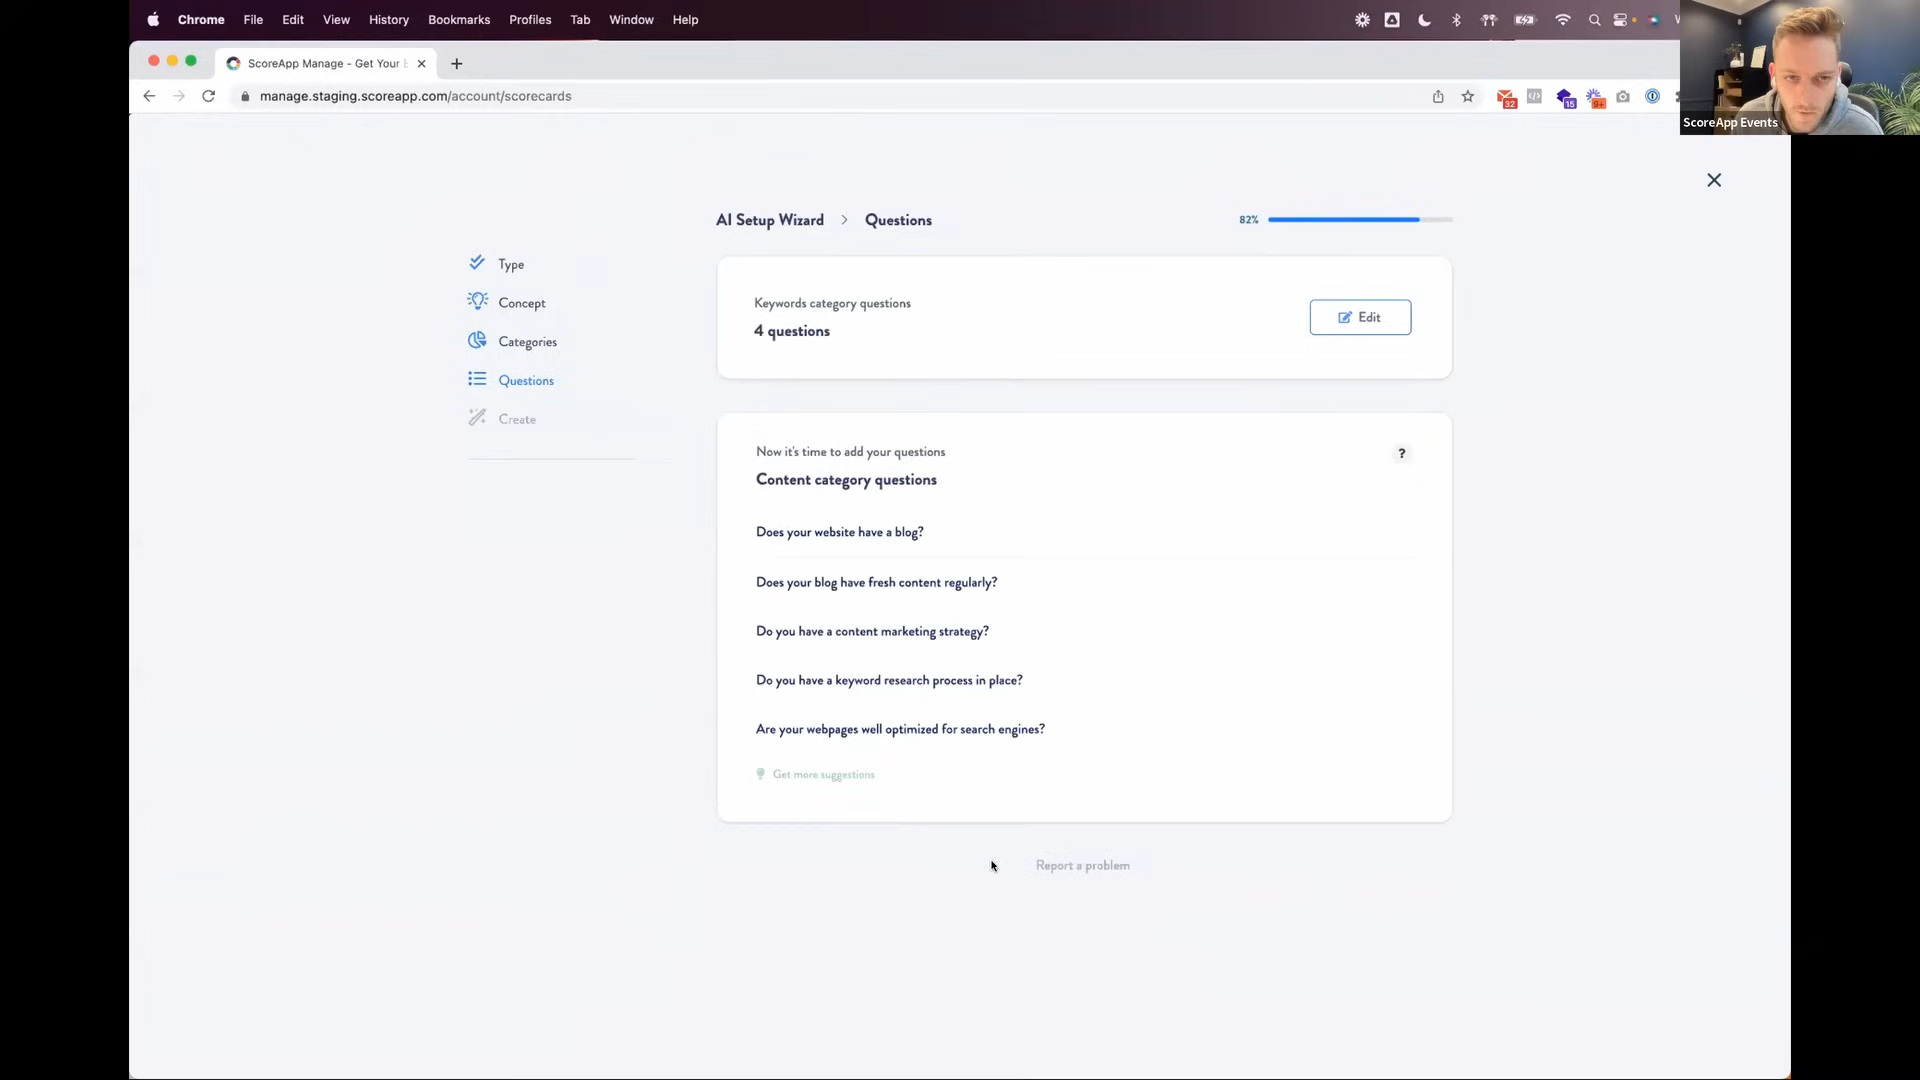 Chrome File Edit View History Bookmarks Profiles Tab Window Help
ScoreApp Manage - Get Your
manage.staging.scoreapp.com/account/scorecards
32
15
9+
ScoreApp Events
AI Setup Wizard > Questions
82%
Type
Concept
Categories
Questions
Create
Keywords category questions
4 questions
Edit
Now it's time to add your questions
?
Content category questions
Does your website have a blog?
Does your blog have fresh content regularly?
Do you have a content marketing strategy?
Do you have a keyword research process in place?
Are your webpages well optimized for search engines?
Get more suggestions
Report a problem